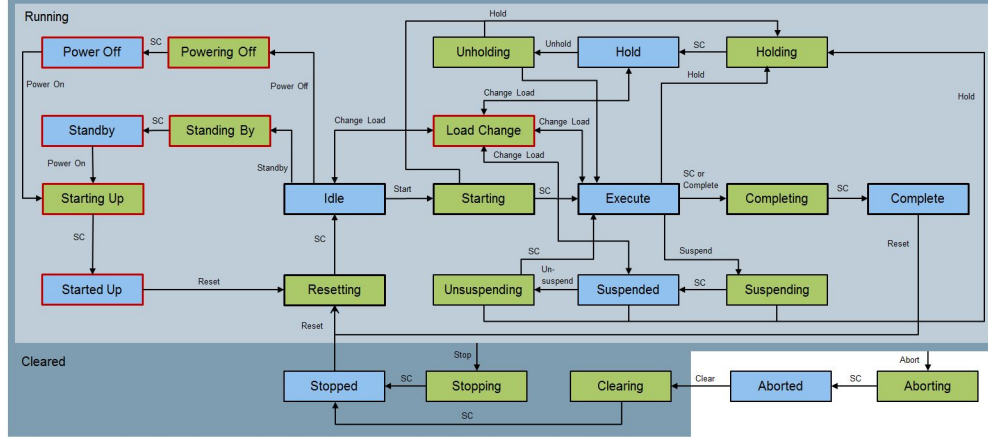 Running
Hold
Power Off
SC
Powering Off
Unholding
Unhold
Hold
SC
Holding
Power On
Power Off
Hold
Hold
Change Load
Standby
SC
Standing By
Change Load
Load Change
Change Load
Change Load
Power On
Standby
SC or
Complete
Starting Up
Idle
Start
Starting
SC
Execute
Completing
SC
Complete
SC
SC
SC
Suspend
Reset
Un-
suspend
Started Up
Reset
Resetting
Unsuspending
Suspended
SC
Suspending
Reset
Cleared
Stop
Abort
Stopped
SC
Stopping
Clearing
Clear
Aborted
SC
Aborting
SC